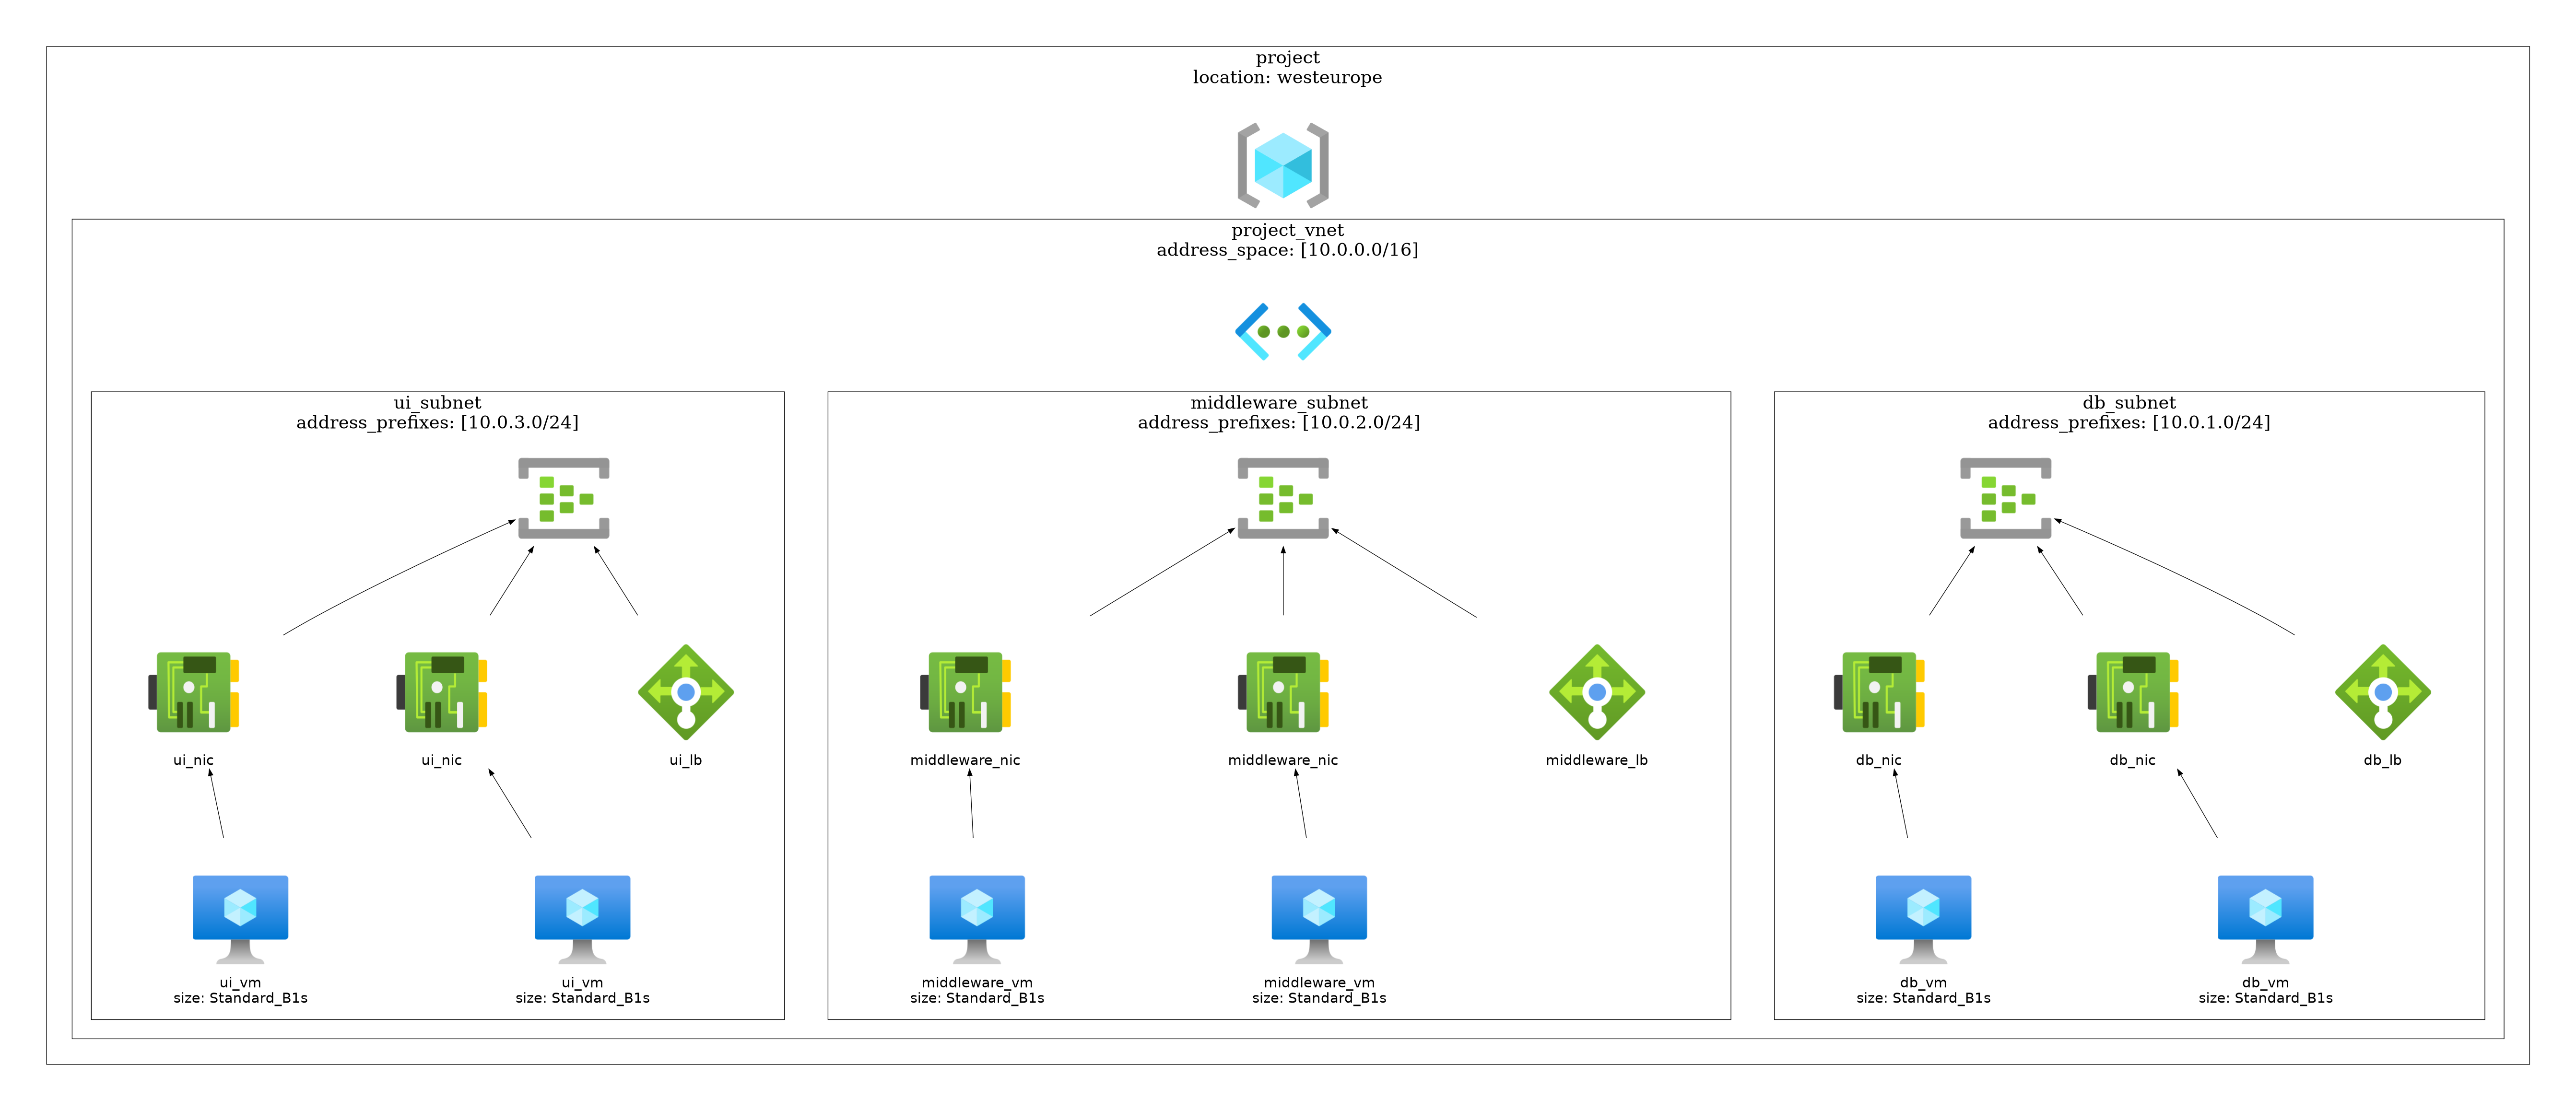 project
location: westeurope
project_vnet
address_space: [10.0.0.0/16]
ui_subnet
address_prefixes: [10.0.3.0/24]
middleware_subnet
address_prefixes: [10.0.2.0/24]
db_subnet
address_prefixes: [10.0.1.0/24]
ui_nic
ui_nic
ui_lb
middleware_nic
middleware_nic
middleware_lb
db_nic
db_nic
db_lb
ui_vm
size: Standard_B1s
ui_vm
size: Standard_B1s
middleware_vm
size: Standard_B1s
middleware_vm
size: Standard_B1s
db_vm
size: Standard_B1s
db_vm
size: Standard_B1s